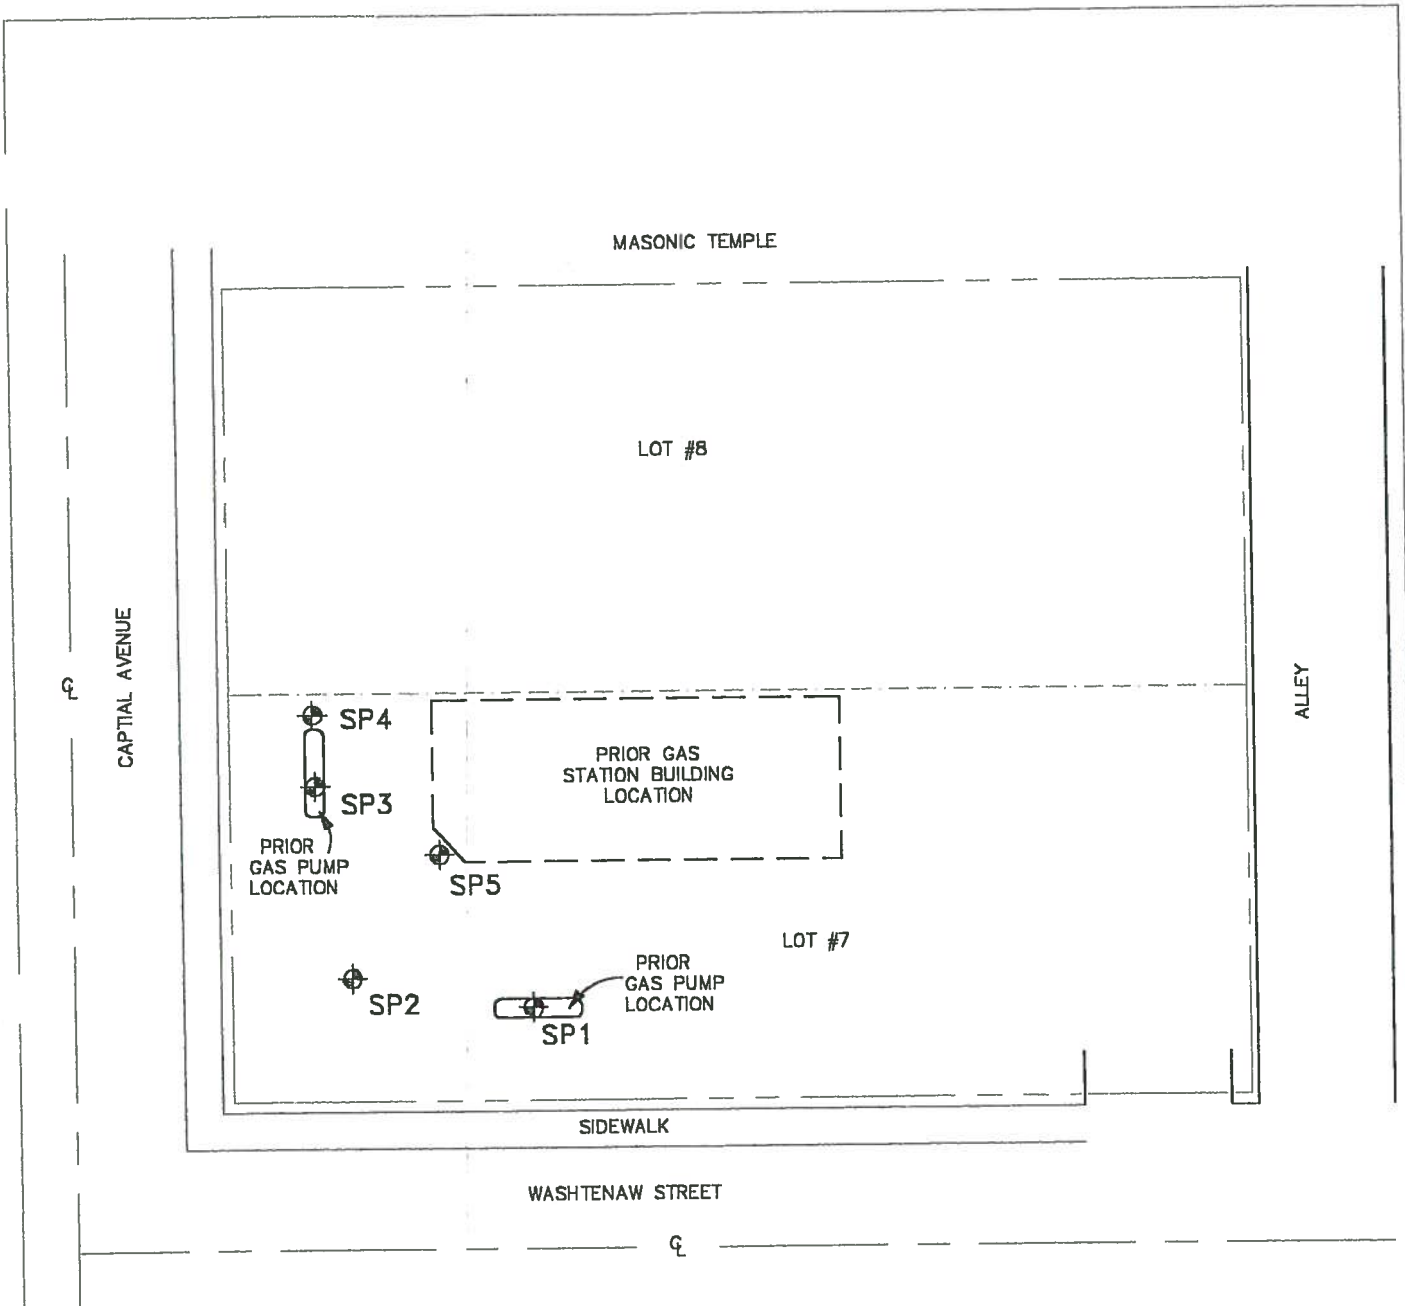 MASONIC TEMPLE
LOT #8
CAPTIAL AVENUE
℄
ALLEY
SP4
PRIOR GAS
STATION BUILDING
LOCATION
SP3
PRIOR
GAS PUMP
LOCATION
SP5
LOT #7
PRIOR
GAS PUMP
LOCATION
SP2
SP1
SIDEWALK
WASHTENAW STREET
℄